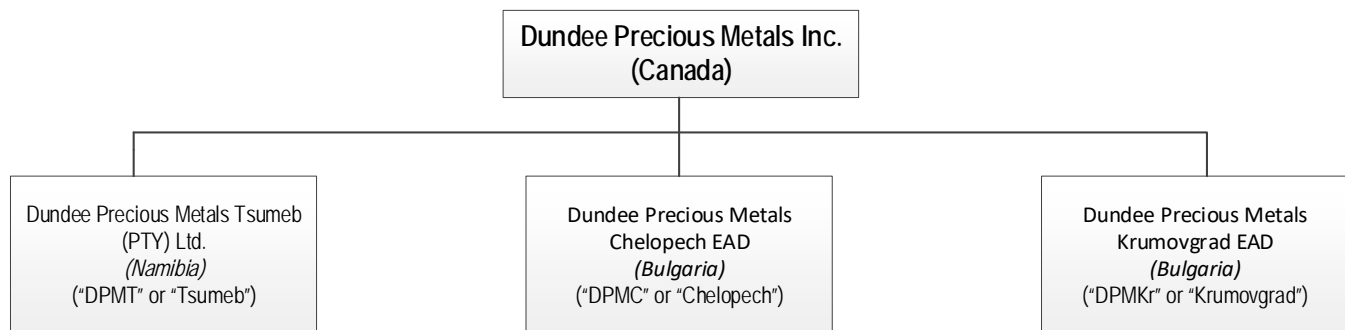 Dundee Precious Metals Inc.
(Canada)
Dundee Precious Metals Tsumeb
(PTY) Ltd.
(Namibia)
("DPMT" or "Tsumeb")
Dundee Precious Metals
Chelopech EAD
(Bulgaria)
("DPMC" or "Chelopech")
Dundee Precious Metals
Krumovgrad EAD
(Bulgaria)
("DPMKr" or "Krumovgrad")